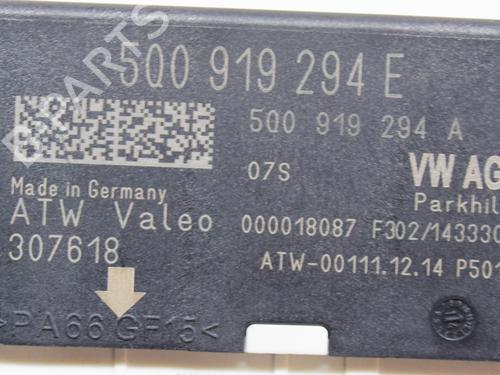 5Q0 919 294 E
5Q0 919 294 A
07S
VW AG
Made in Germany
Parkhil
ATW Valeo
000018087 F302/143330
307618
ATW-00111.12.14 P501
>PA66 GF15<
B-PARTS